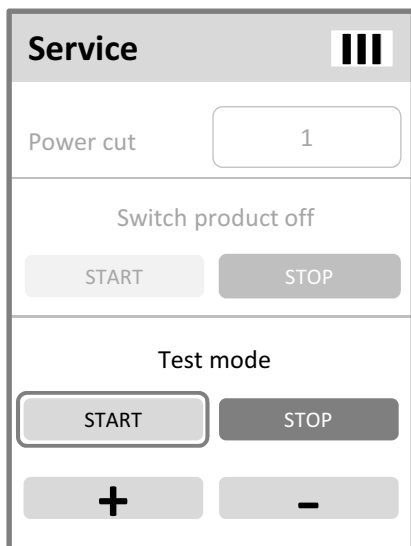 Service
Power cut 1
Switch product off
START STOP
Test mode
START STOP
+ -